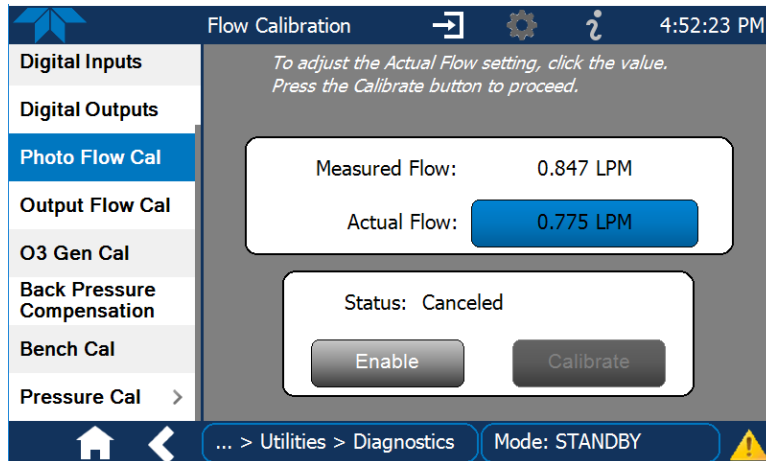 Flow Calibration
4:52:23 PM
Digital Inputs
Digital Outputs
Photo Flow Cal
Output Flow Cal
O3 Gen Cal
Back Pressure
Compensation
Bench Cal
Pressure Cal >
To adjust the Actual Flow setting, click the value.
Press the Calibrate button to proceed.
Measured Flow: 0.847 LPM
Actual Flow: 0.775 LPM
Status: Canceled
Enable
Calibrate
... > Utilities > Diagnostics
Mode: STANDBY